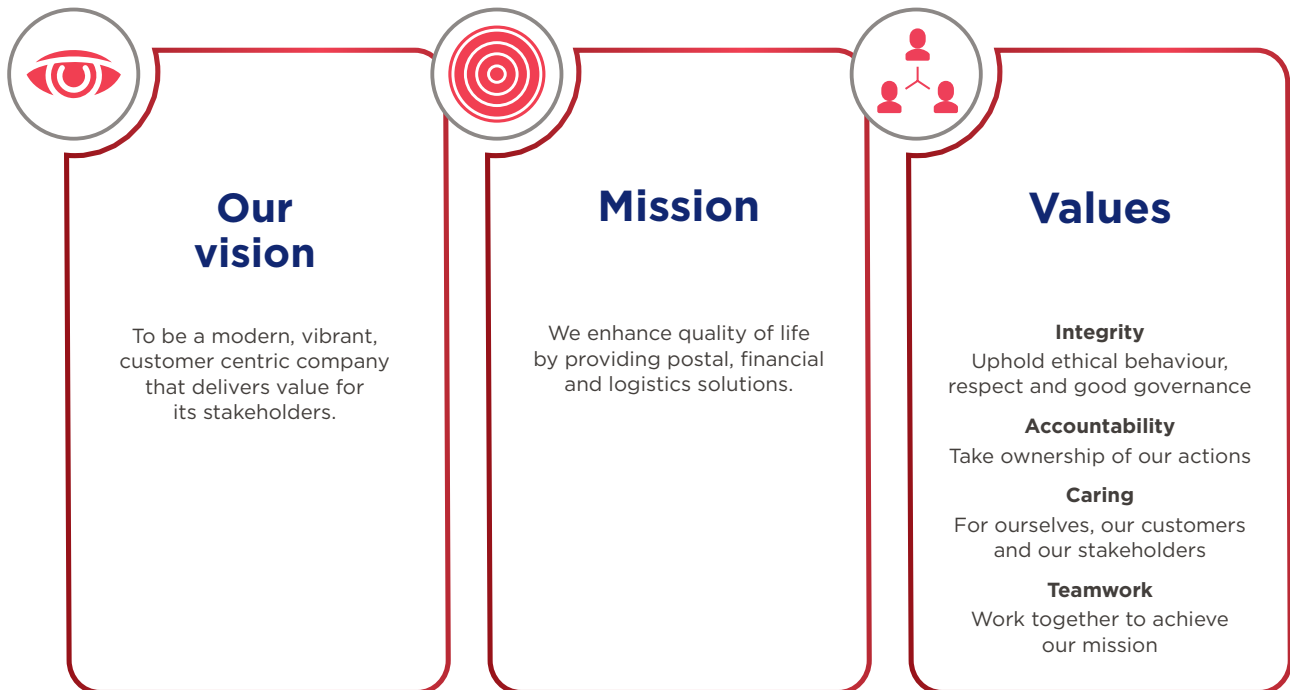 Our
vision
To be a modern, vibrant,
customer centric company
that delivers value for
its stakeholders.
Mission
We enhance quality of life
by providing postal, financial
and logistics solutions.
Values
Integrity
Uphold ethical behaviour,
respect and good governance
Accountability
Take ownership of our actions
Caring
For ourselves, our customers
and our stakeholders
Teamwork
Work together to achieve
our mission